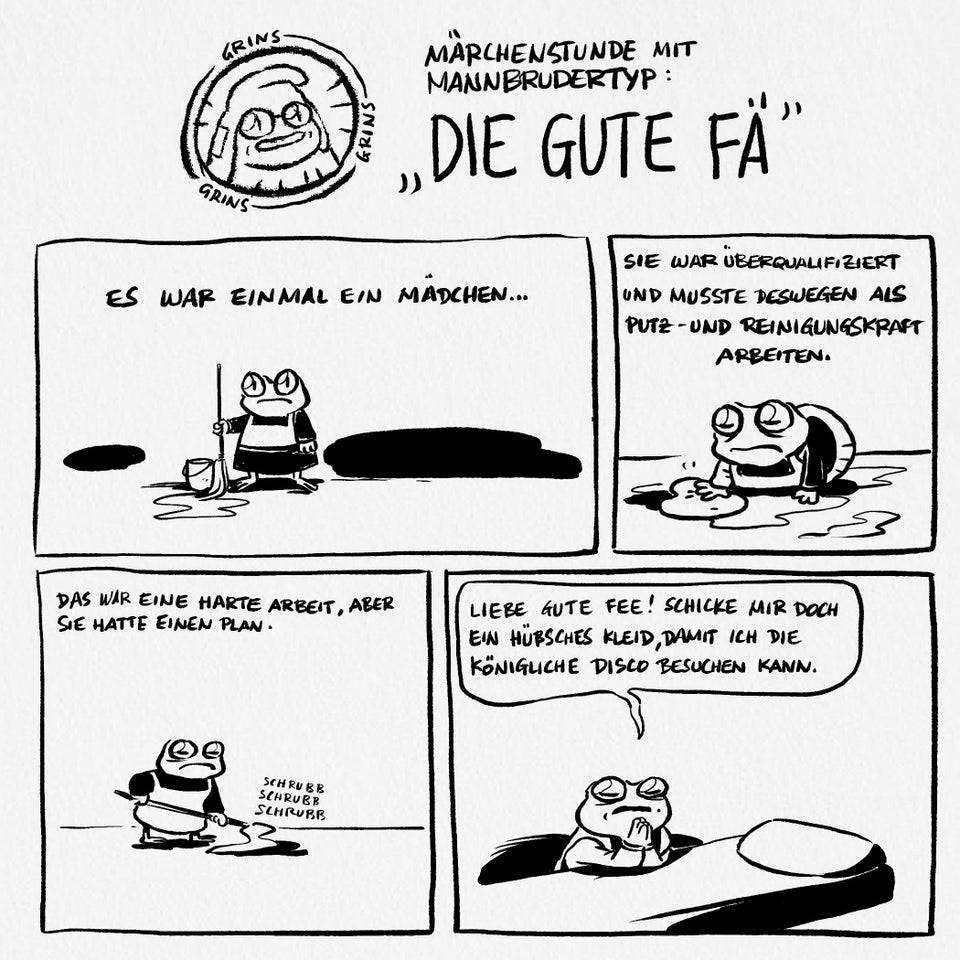 GRINS
GRINS
GRINS
MÄRCHENSTUNDE MIT
MANNBRUDERTYP:
„DIE GUTE FÄ”
ES WAR EINMAL EIN MÄDCHEN...
SIE WAR ÜBERQUALIFIZIERT
UND MUSSTE DESWEGEN ALS
PUTZ-UND REINIGUNGSKRAFT
ARBEITEN.
DAS WAR EINE HARTE ARBEIT, ABER
SIE HATTE EINEN PLAN.
SCHRUBB
SCHRUBB
SCHRUBB
LIEBE GUTE FEE! SCHICKE MIR DOCH
EIN HÜBSCHES KLEID, DAMIT ICH DIE
KÖNIGLICHE DISCO BESUCHEN KANN.